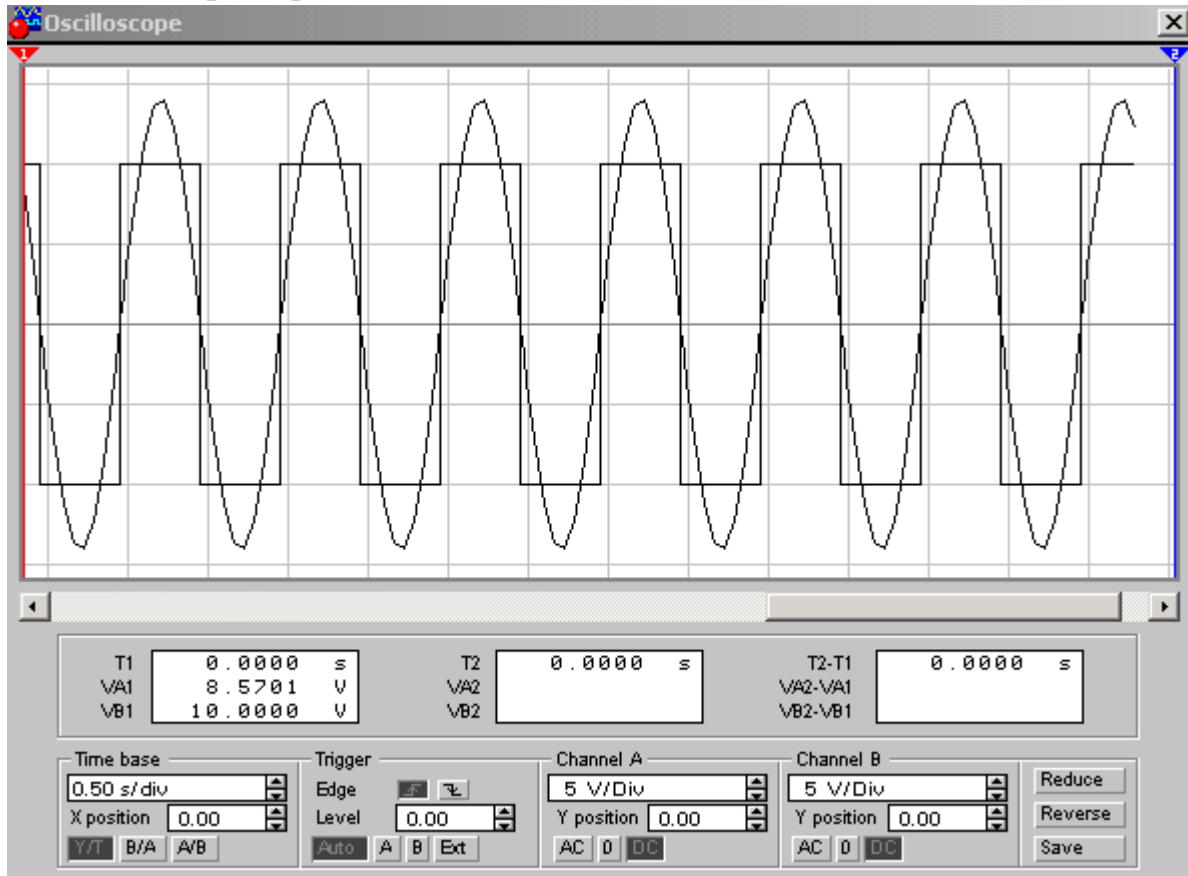 Oscilloscope
1 2
T1 0.0000 s T2 0.0000 s T2-T1 0.0000 s
VA1 8.5701 V VA2 VA2-VA1
VB1 10.0000 V VB2 VB2-VB1
Time base Trigger Channel A Channel B
0.50 s/div Edge 5 V/Div 5 V/Div Reduce
X position 0.00 Level 0.00 Y position 0.00 Y position 0.00 Reverse
Y/T B/A A/B Auto A B Ext AC 0 DC AC 0 DC Save